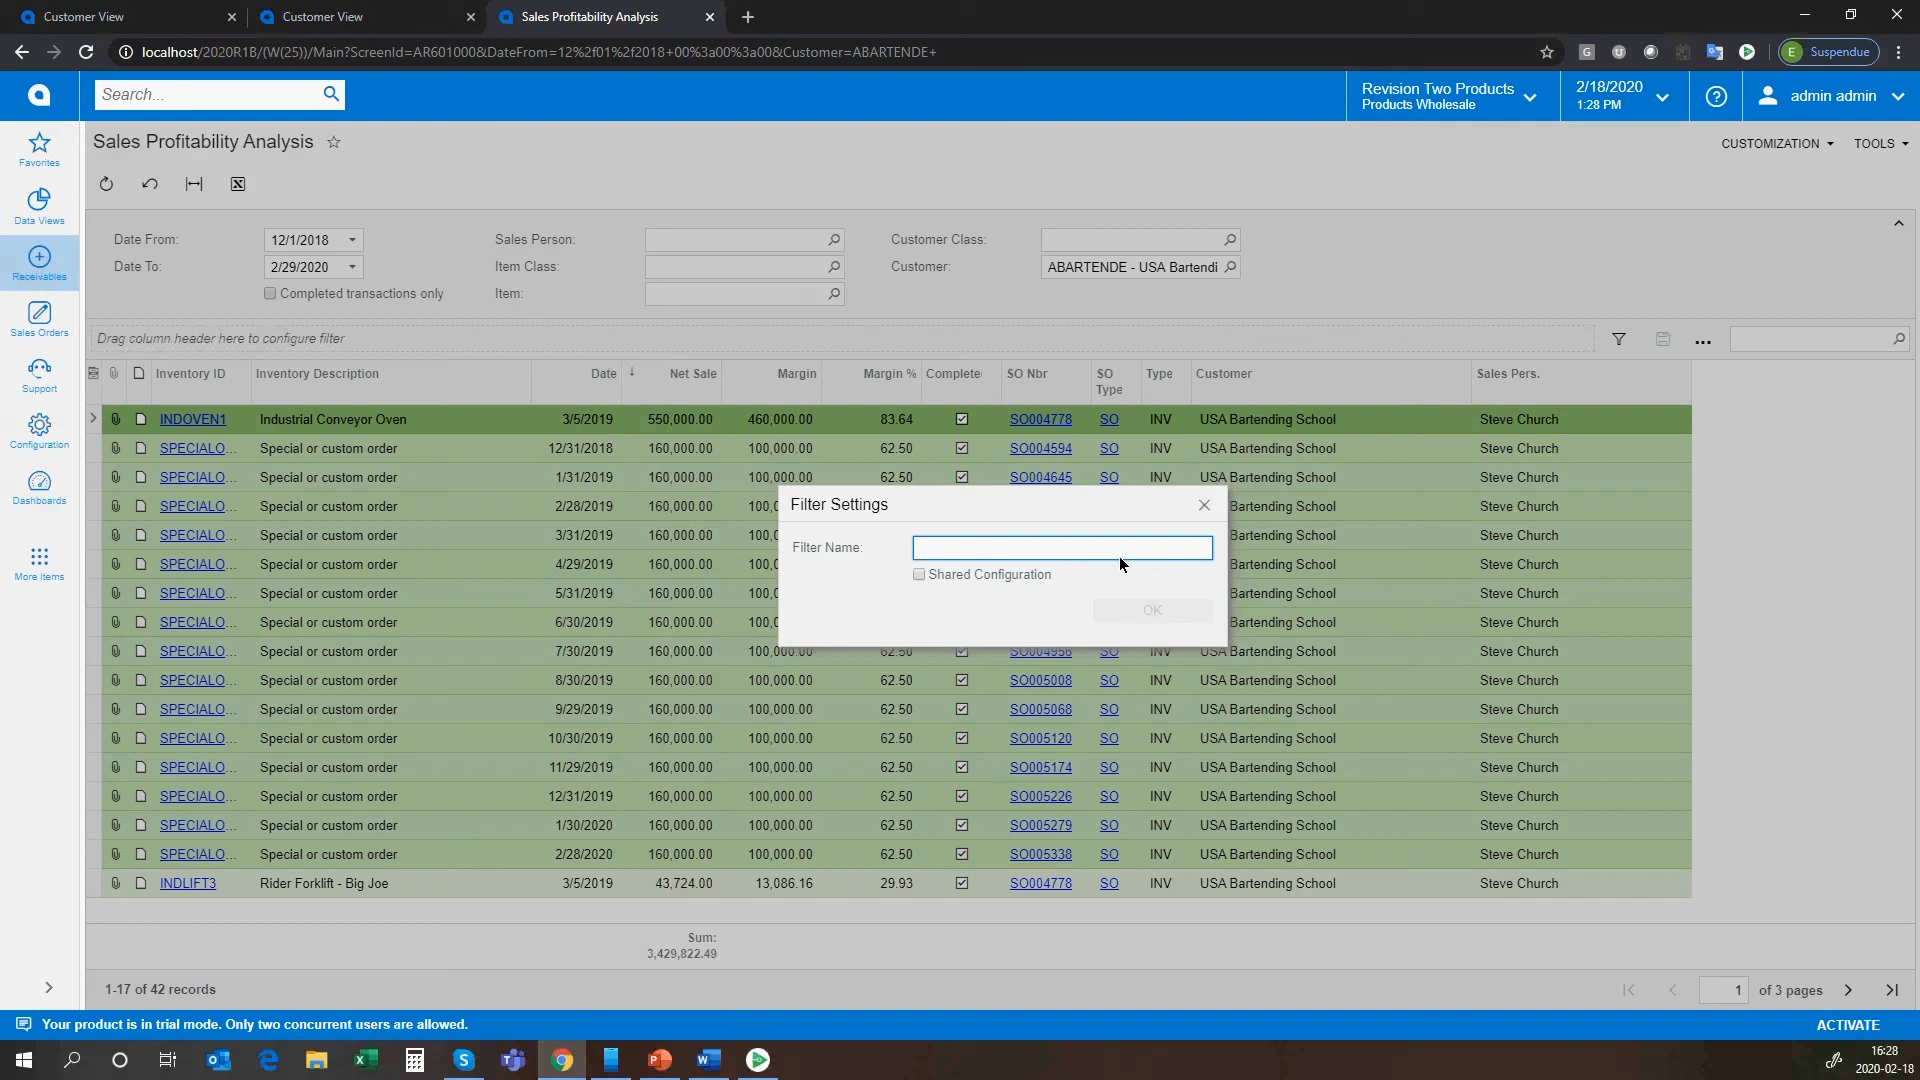 Customer View
Customer View
Sales Profitability Analysis
localhost/2020R1B/(W(25))/Main?ScreenId=AR601000&DateFrom=12%2f01%2f2018+00%3a00%3a00&Customer=ABARTENDE+
E Suspendue
Search...
Revision Two Products
Products Wholesale
2/18/2020
1:28 PM
admin admin
Favorites
Data Views
Receivables
Sales Orders
Support
Configuration
Dashboards
More Items
Sales Profitability Analysis
CUSTOMIZATION
TOOLS
Date From: 12/1/2018
Date To: 2/29/2020
Completed transactions only
Sales Person:
Item Class:
Item:
Customer Class:
Customer: ABARTENDE - USA Bartendi
Drag column header here to configure filter
Inventory ID Inventory Description Date Net Sale Margin Margin % Complete SO Nbr SO Type Type Customer Sales Pers.
INDOVEN1 Industrial Conveyor Oven 3/5/2019 550,000.00 460,000.00 83.64 SO004778 SO INV USA Bartending School Steve Church
SPECIALO... Special or custom order 12/31/2018 160,000.00 100,000.00 62.50 SO004594 SO INV USA Bartending School Steve Church
SPECIALO... Special or custom order 1/31/2019 160,000.00 100,000.00 62.50 SO004645 SO INV USA Bartending School Steve Church
SPECIALO... Special or custom order 2/28/2019 160,000.00 100,0 Bartending School Steve Church
SPECIALO... Special or custom order 3/31/2019 160,000.00 100,0 Bartending School Steve Church
SPECIALO... Special or custom order 4/29/2019 160,000.00 100,0 Bartending School Steve Church
SPECIALO... Special or custom order 5/31/2019 160,000.00 100,0 Bartending School Steve Church
SPECIALO... Special or custom order 6/30/2019 160,000.00 100,0 Bartending School Steve Church
SPECIALO... Special or custom order 7/30/2019 160,000.00 100,000.00 62.50 SO004956 SO INV USA Bartending School Steve Church
SPECIALO... Special or custom order 8/30/2019 160,000.00 100,000.00 62.50 SO005008 SO INV USA Bartending School Steve Church
SPECIALO... Special or custom order 9/29/2019 160,000.00 100,000.00 62.50 SO005068 SO INV USA Bartending School Steve Church
SPECIALO... Special or custom order 10/30/2019 160,000.00 100,000.00 62.50 SO005120 SO INV USA Bartending School Steve Church
SPECIALO... Special or custom order 11/29/2019 160,000.00 100,000.00 62.50 SO005174 SO INV USA Bartending School Steve Church
SPECIALO... Special or custom order 12/31/2019 160,000.00 100,000.00 62.50 SO005226 SO INV USA Bartending School Steve Church
SPECIALO... Special or custom order 1/30/2020 160,000.00 100,000.00 62.50 SO005279 SO INV USA Bartending School Steve Church
SPECIALO... Special or custom order 2/28/2020 160,000.00 100,000.00 62.50 SO005338 SO INV USA Bartending School Steve Church
INDLIFT3 Rider Forklift - Big Joe 3/5/2019 43,724.00 13,086.16 29.93 SO004778 SO INV USA Bartending School Steve Church
Filter Settings
Filter Name:
Shared Configuration
OK
Sum:
3,429,822.49
1-17 of 42 records
1 of 3 pages
Your product is in trial mode. Only two concurrent users are allowed.
ACTIVATE
16:28
2020-02-18